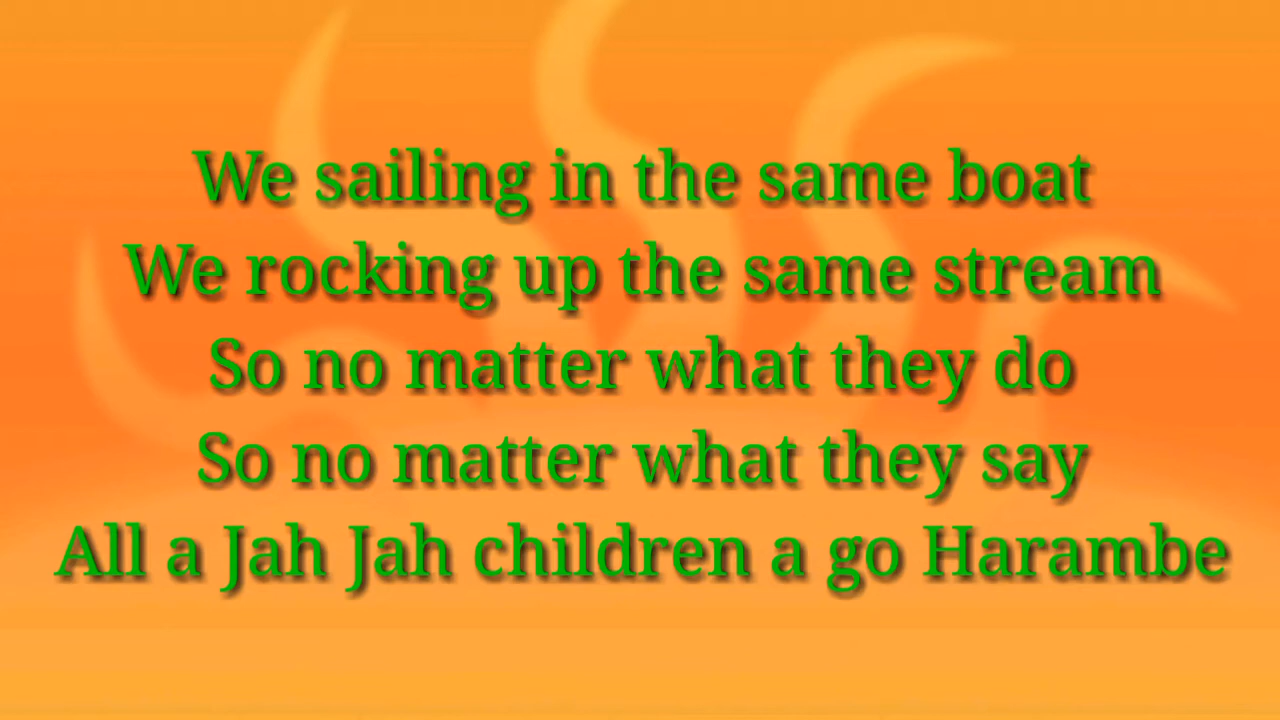 We sailing in the same boat
We rocking up the same stream
So no matter what they do
So no matter what they say
All a Jah Jah children a go Harambe